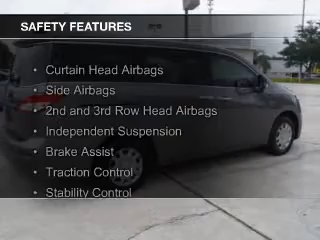 SAFETY FEATURES
• Curtain Head Airbags
• Side Airbags
• 2nd and 3rd Row Head Airbags
• Independent Suspension
• Brake Assist
• Traction Control
• Stability Control